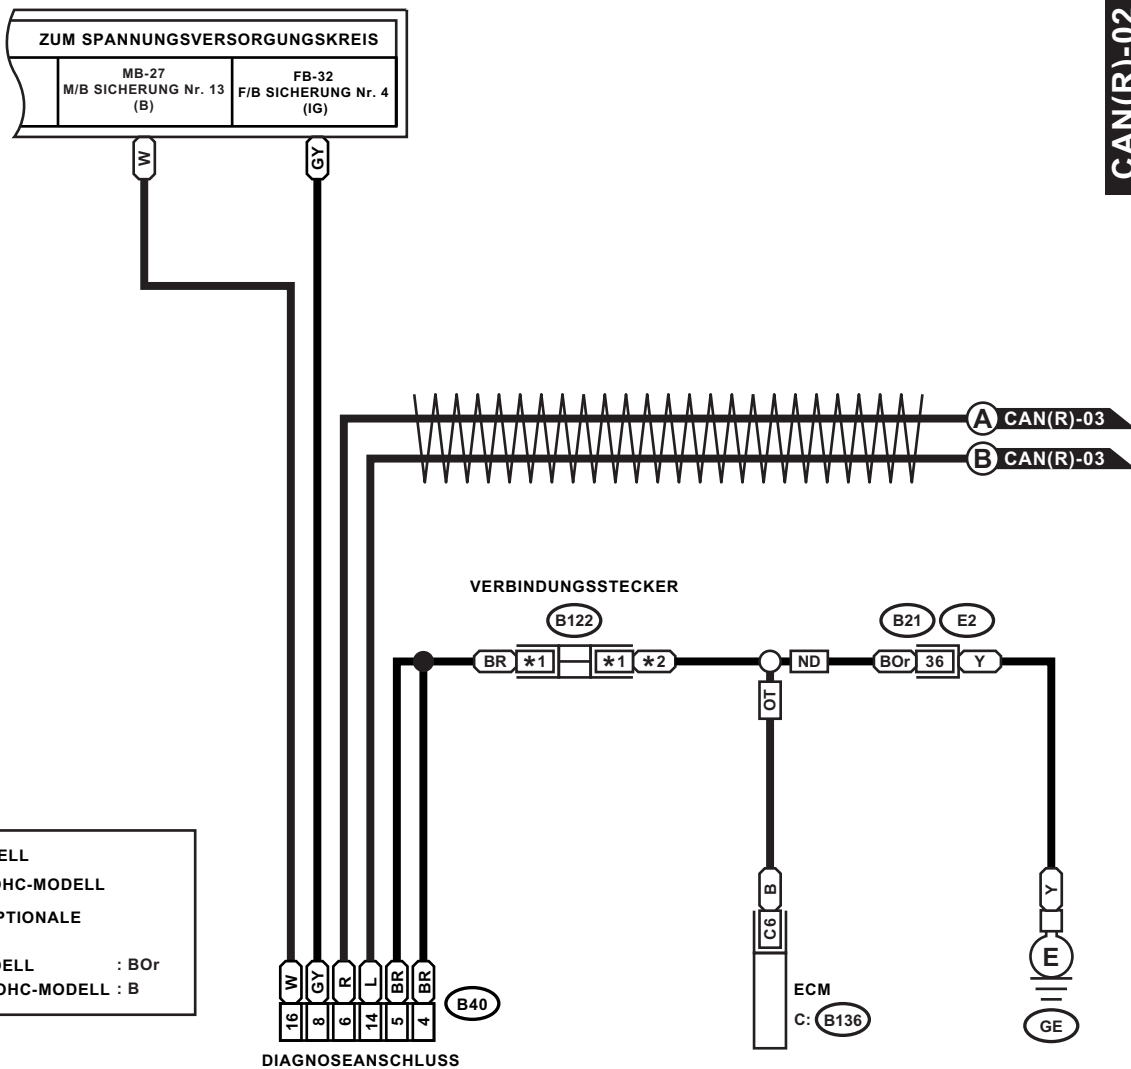 CAN(R)-02
ZUM SPANNUNGSVERSORGUNGSKREIS
MB-27
M/B SICHERUNG Nr. 13
(B)
FB-32
F/B SICHERUNG Nr. 4
(IG)
W
GY
A CAN(R)-03
B CAN(R)-03
VERBINDUNGSSTECKER
B122
B21 E2
BR *1 *1 *2 ND BOr 36 Y
OT
B
C6
Y
E
GE
ECM
C: B136
ELL
OHC-MODELL
PTIONALE
DELL : BOr
OHC-MODELL : B
W GY R L BR BR
16 8 6 14 5 4
B40
DIAGNOSEANSCHLUSS